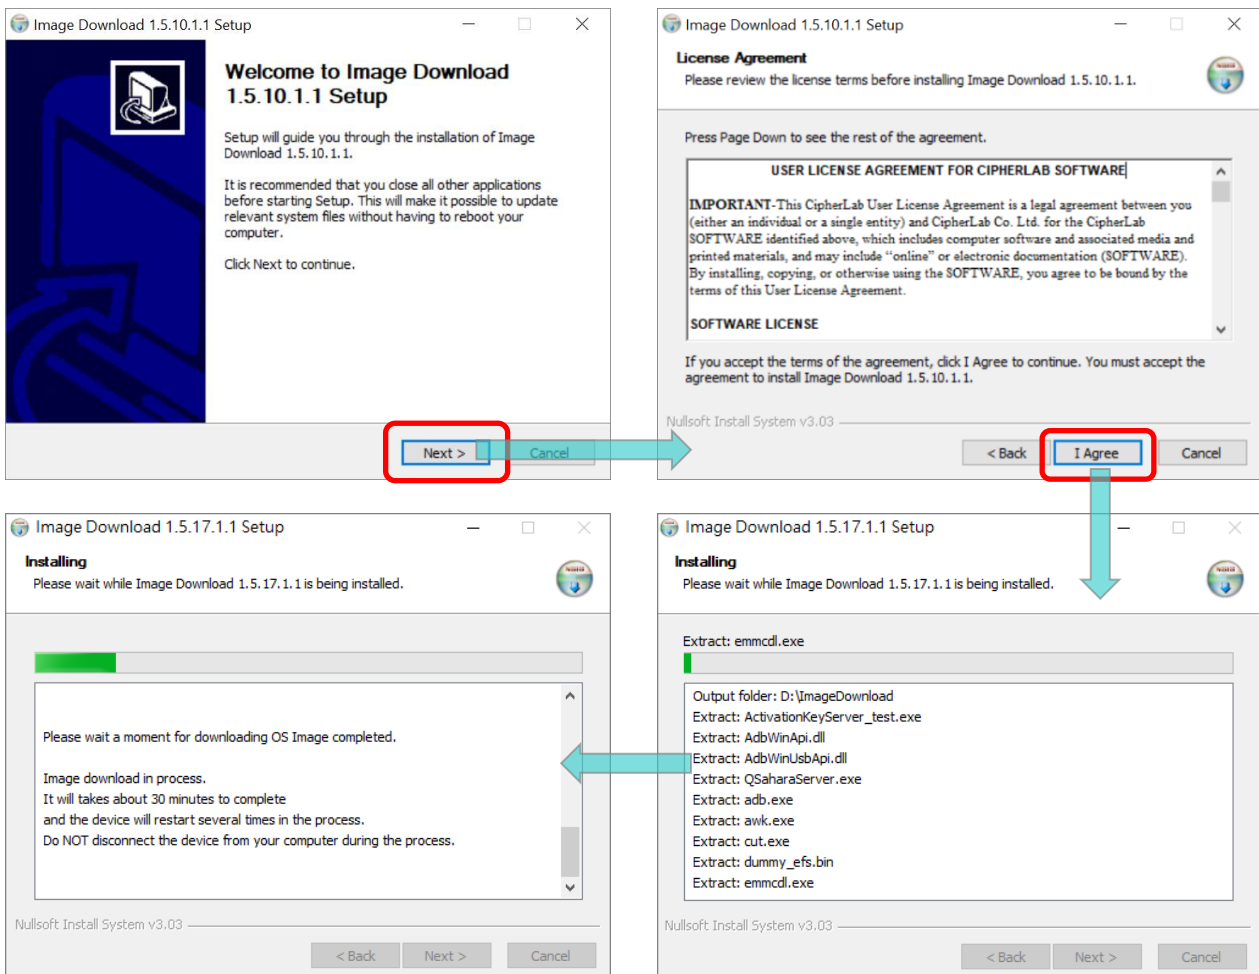 Image Download 1.5.10.1.1 Setup
Welcome to Image Download
1.5.10.1.1 Setup
Setup will guide you through the installation of Image
Download 1.5.10.1.1.
It is recommended that you close all other applications
before starting Setup. This will make it possible to update
relevant system files without having to reboot your
computer.
Click Next to continue.
Next >
Cancel
Image Download 1.5.10.1.1 Setup
License Agreement
Please review the license terms before installing Image Download 1.5.10.1.1.
Press Page Down to see the rest of the agreement.
USER LICENSE AGREEMENT FOR CIPHERLAB SOFTWARE
IMPORTANT-This CipherLab User License Agreement is a legal agreement between you
(either an individual or a single entity) and CipherLab Co. Ltd. for the CipherLab
SOFTWARE identified above, which includes computer software and associated media and
printed materials, and may include “online” or electronic documentation (SOFTWARE).
By installing, copying, or otherwise using the SOFTWARE, you agree to be bound by the
terms of this User License Agreement.
SOFTWARE LICENSE
If you accept the terms of the agreement, click I Agree to continue. You must accept the
agreement to install Image Download 1.5.10.1.1.
Nullsoft Install System v3.03
< Back
I Agree
Cancel
Image Download 1.5.17.1.1 Setup
Installing
Please wait while Image Download 1.5.17.1.1 is being installed.
Extract: emmcdl.exe
Output folder: D:\ImageDownload
Extract: ActivationKeyServer_test.exe
Extract: AdbWinApi.dll
Extract: AdbWinUsbApi.dll
Extract: QSaharaServer.exe
Extract: adb.exe
Extract: awk.exe
Extract: cut.exe
Extract: dummy_efs.bin
Extract: emmcdl.exe
Nullsoft Install System v3.03
< Back
Next >
Cancel
Image Download 1.5.17.1.1 Setup
Installing
Please wait while Image Download 1.5.17.1.1 is being installed.
Please wait a moment for downloading OS Image completed.
Image download in process.
It will takes about 30 minutes to complete
and the device will restart several times in the process.
Do NOT disconnect the device from your computer during the process.
Nullsoft Install System v3.03
< Back
Next >
Cancel